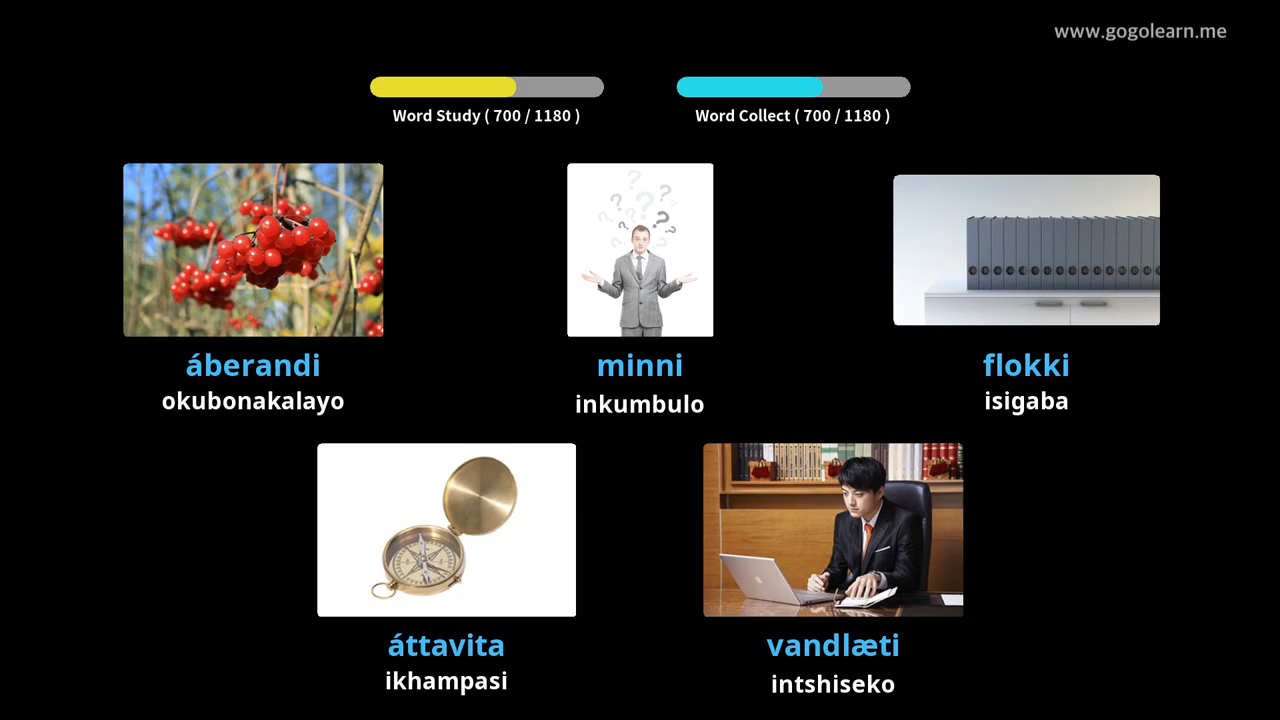 www.gogolearn.me
Word Study ( 700 / 1180 )
Word Collect ( 700 / 1180 )
áberandi
okubonakalayo
minni
inkumbulo
flokki
isigaba
áttavita
ikhampasi
vandlæti
intshiseko